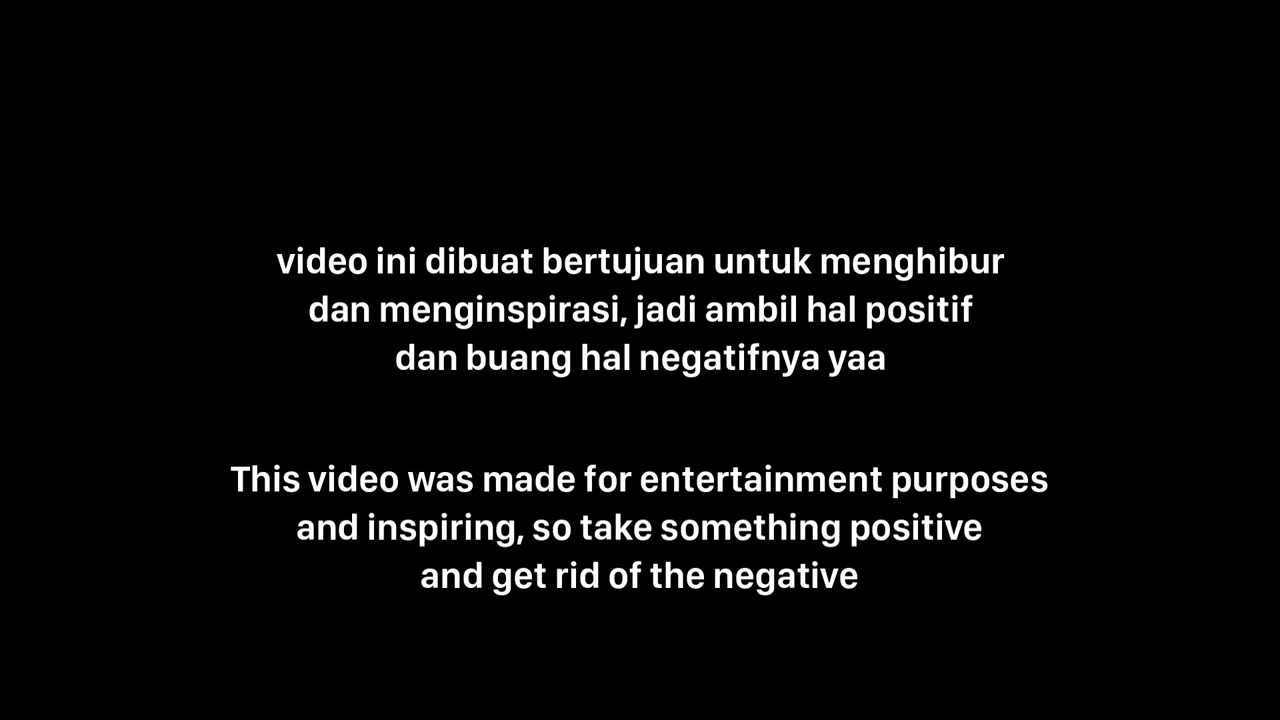 video ini dibuat bertujuan untuk menghibur
dan menginspirasi, jadi ambil hal positif
dan buang hal negatifnya yaa
This video was made for entertainment purposes
and inspiring, so take something positive
and get rid of the negative